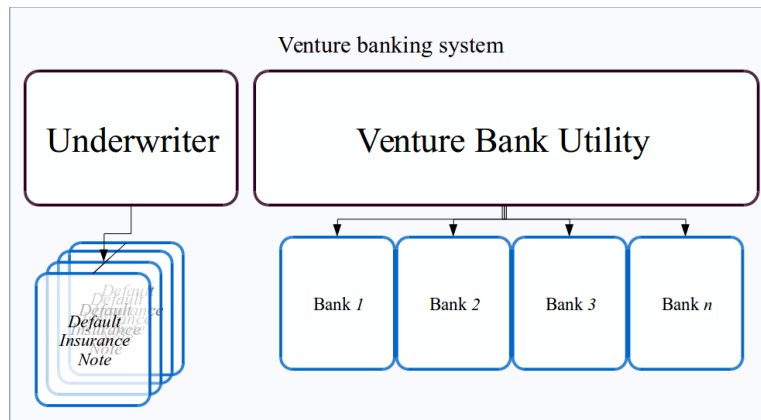 Venture banking system
Underwriter
Venture Bank Utility
Default
Insurance
Note
Bank 1
Bank 2
Bank 3
Bank n